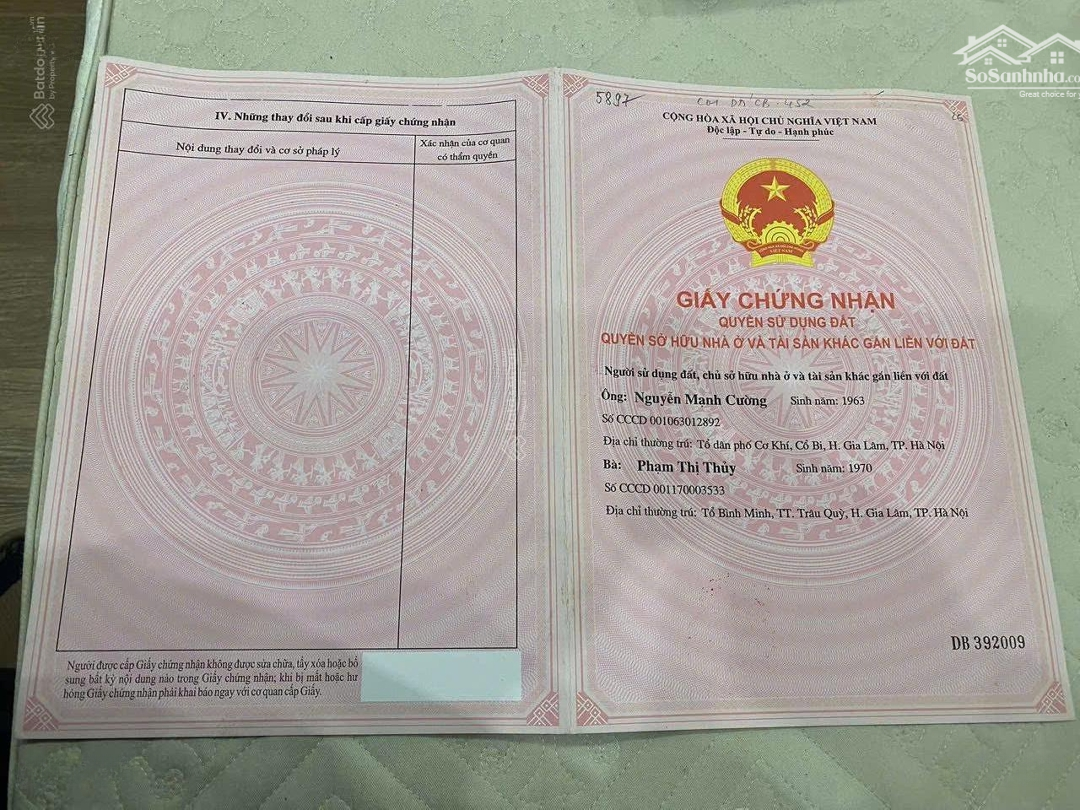 Batdongsan
by PropertyGuru
SoSanhnha.co
Great choice for
IV. Những thay đổi sau khi cấp giấy chứng nhận
Nội dung thay đổi và cơ sở pháp lý
Xác nhận của cơ quan
có thẩm quyền
Người được cấp Giấy chứng nhận không được sửa chữa, tẩy xóa hoặc bổ
sung bất kỳ nội dung nào trong Giấy chứng nhận; khi bị mất hoặc hư
hỏng Giấy chứng nhận phải khai báo ngay với cơ quan cấp Giấy.
5897
CỘNG HÒA XÃ HỘI CHỦ NGHĨA VIỆT NAM
Độc lập - Tự do - Hạnh phúc
VIỆT NAM
GIẤY CHỨNG NHẬN
QUYỀN SỬ DỤNG ĐẤT
QUYỀN SỞ HỮU NHÀ Ở VÀ TÀI SẢN KHÁC GẮN LIỀN VỚI ĐẤT
Người sử dụng đất, chủ sở hữu nhà ở và tài sản khác gắn liền với đất
Ông: Nguyễn Mạnh Cường Sinh năm: 1963
Số CCCD 001063012892
Địa chỉ thường trú: Tổ dân phố Cơ Khí, Cổ Bi, H. Gia Lâm, TP. Hà Nội
Bà: Phạm Thị Thủy Sinh năm: 1970
Số CCCD 001170003533
Địa chỉ thường trú: Tổ Bình Minh, TT. Trâu Quỳ, H. Gia Lâm, TP. Hà Nội
DB 392009